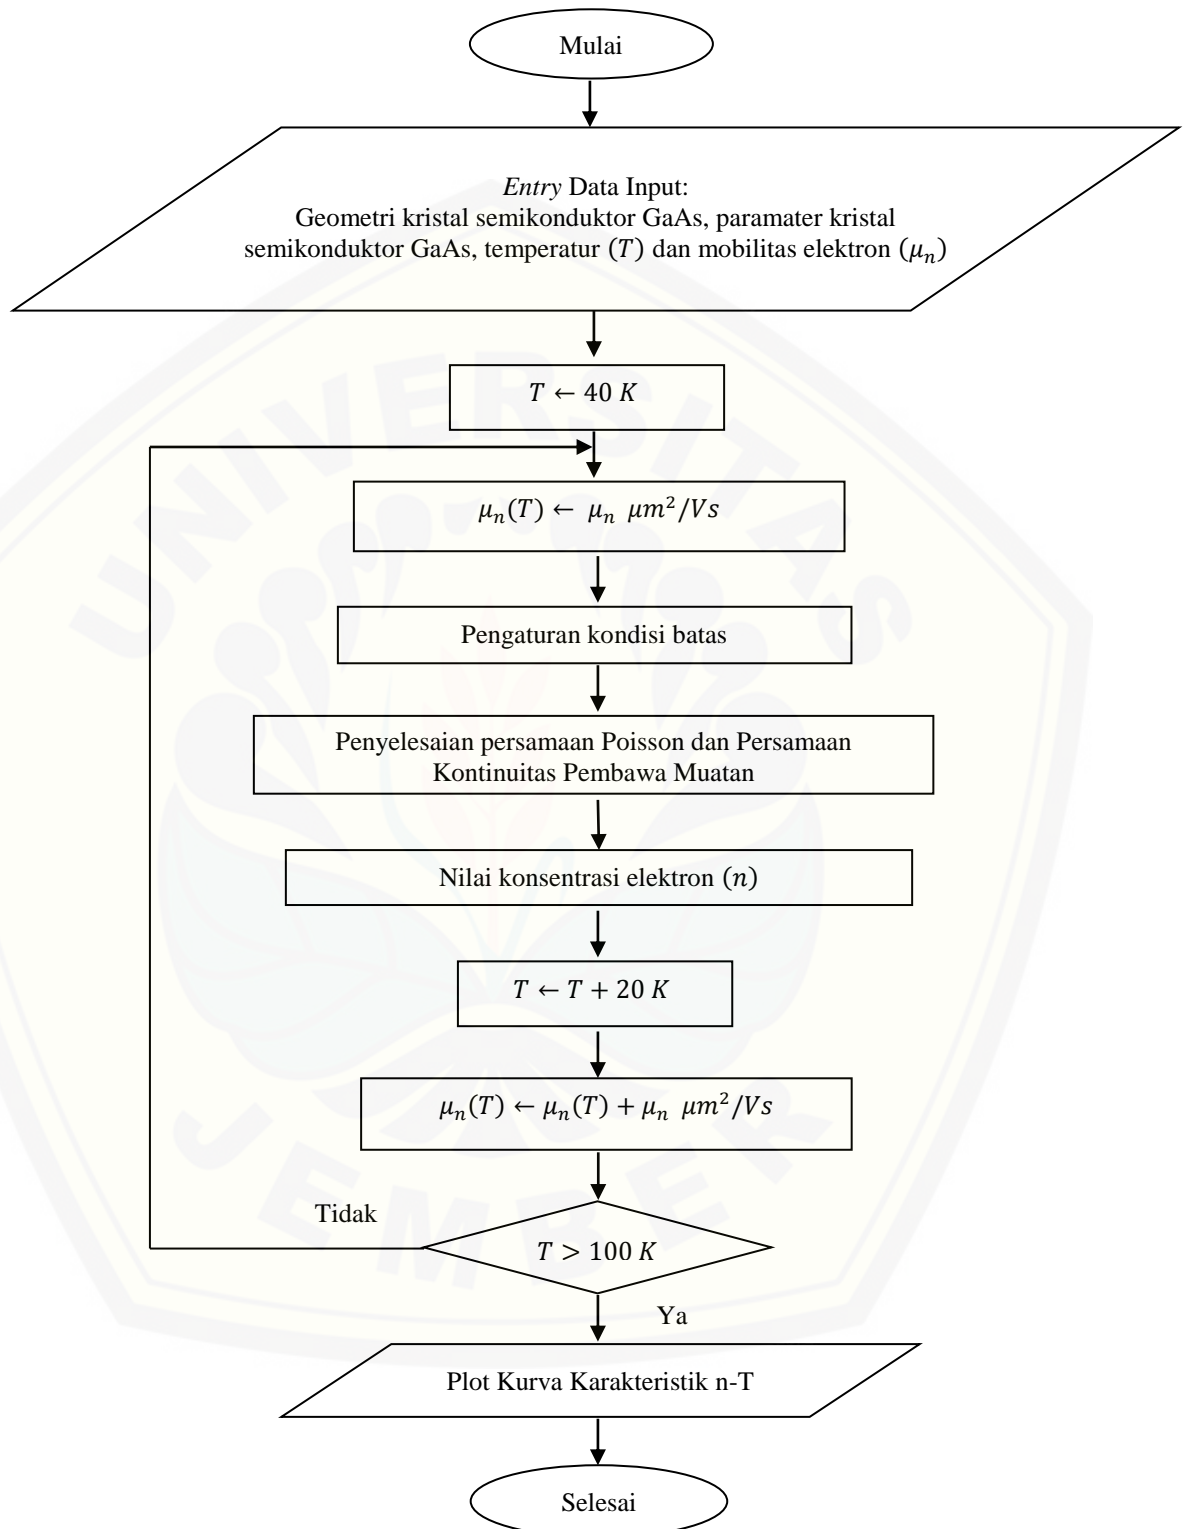 Mulai
Entry Data Input:
Geometri kristal semikonduktor GaAs, paramater kristal
semikonduktor GaAs, temperatur (T) dan mobilitas elektron (μₙ)
T ← 40 K
μₙ(T) ← μₙ μm²/Vs
Pengaturan kondisi batas
Penyelesaian persamaan Poisson dan Persamaan
Kontinuitas Pembawa Muatan
Nilai konsentrasi elektron (n)
T ← T + 20 K
μₙ(T) ← μₙ(T) + μₙ μm²/Vs
Tidak
T > 100 K
Ya
Plot Kurva Karakteristik n-T
Selesai
UNIVERSITAS
JEMBER